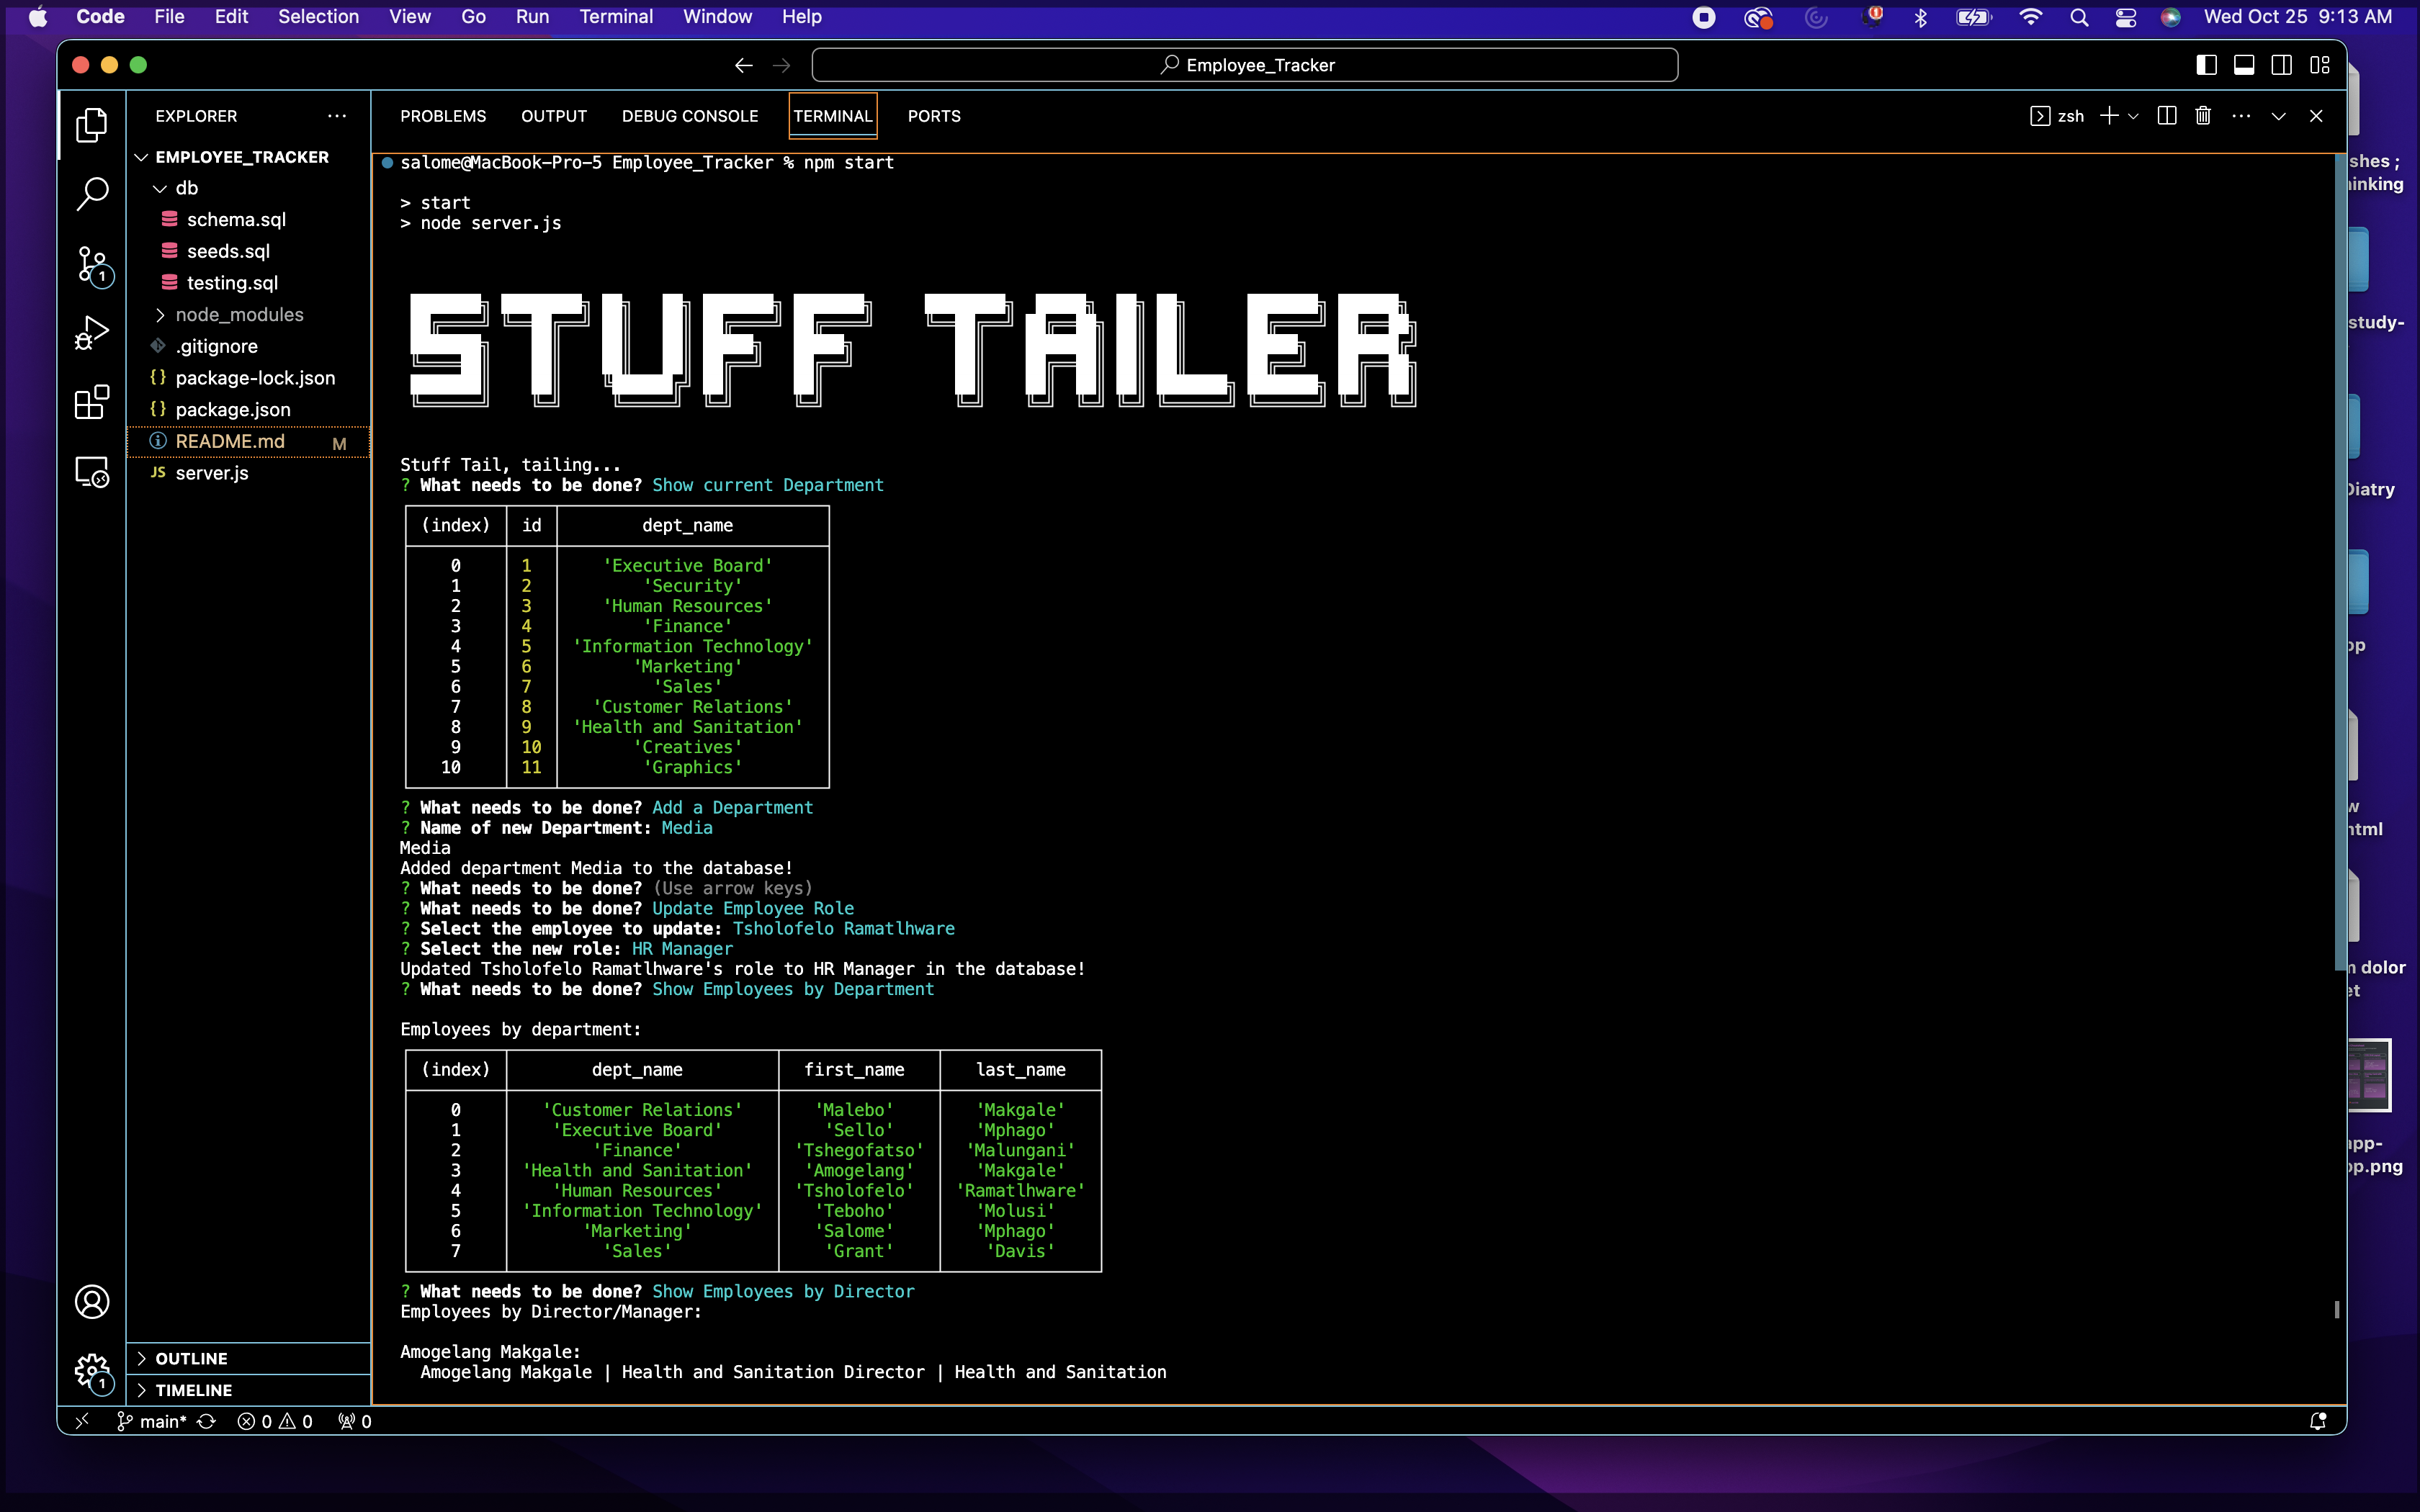 Code File Edit Selection View Go Run Terminal Window Help Wed Oct 25 9:13 AM
Employee_Tracker
EXPLORER
EMPLOYEE_TRACKER
db
schema.sql
seeds.sql
testing.sql
node_modules
.gitignore
{} package-lock.json
{} package.json
README.md M
JS server.js
OUTLINE
TIMELINE
1
1
PROBLEMS OUTPUT DEBUG CONSOLE TERMINAL PORTS zsh
salome@MacBook-Pro-5 Employee_Tracker % npm start
> start
> node server.js
STUFF TAILER
Stuff Tail, tailing...
? What needs to be done? Show current Department
(index) id dept_name
0 1 'Executive Board'
1 2 'Security'
2 3 'Human Resources'
3 4 'Finance'
4 5 'Information Technology'
5 6 'Marketing'
6 7 'Sales'
7 8 'Customer Relations'
8 9 'Health and Sanitation'
9 10 'Creatives'
10 11 'Graphics'
? What needs to be done? Add a Department
? Name of new Department: Media
Media
Added department Media to the database!
? What needs to be done? (Use arrow keys)
? What needs to be done? Update Employee Role
? Select the employee to update: Tsholofelo Ramatlhware
? Select the new role: HR Manager
Updated Tsholofelo Ramatlhware's role to HR Manager in the database!
? What needs to be done? Show Employees by Department
Employees by department:
(index) dept_name first_name last_name
0 'Customer Relations' 'Malebo' 'Makgale'
1 'Executive Board' 'Sello' 'Mphago'
2 'Finance' 'Tshegofatso' 'Malungani'
3 'Health and Sanitation' 'Amogelang' 'Makgale'
4 'Human Resources' 'Tsholofelo' 'Ramatlhware'
5 'Information Technology' 'Teboho' 'Molusi'
6 'Marketing' 'Salome' 'Mphago'
7 'Sales' 'Grant' 'Davis'
? What needs to be done? Show Employees by Director
Employees by Director/Manager:
Amogelang Makgale:
Amogelang Makgale | Health and Sanitation Director | Health and Sanitation
main* 0 0 0
shes ;
inking
study-
Diatry
dolor
et
pp-
op.png